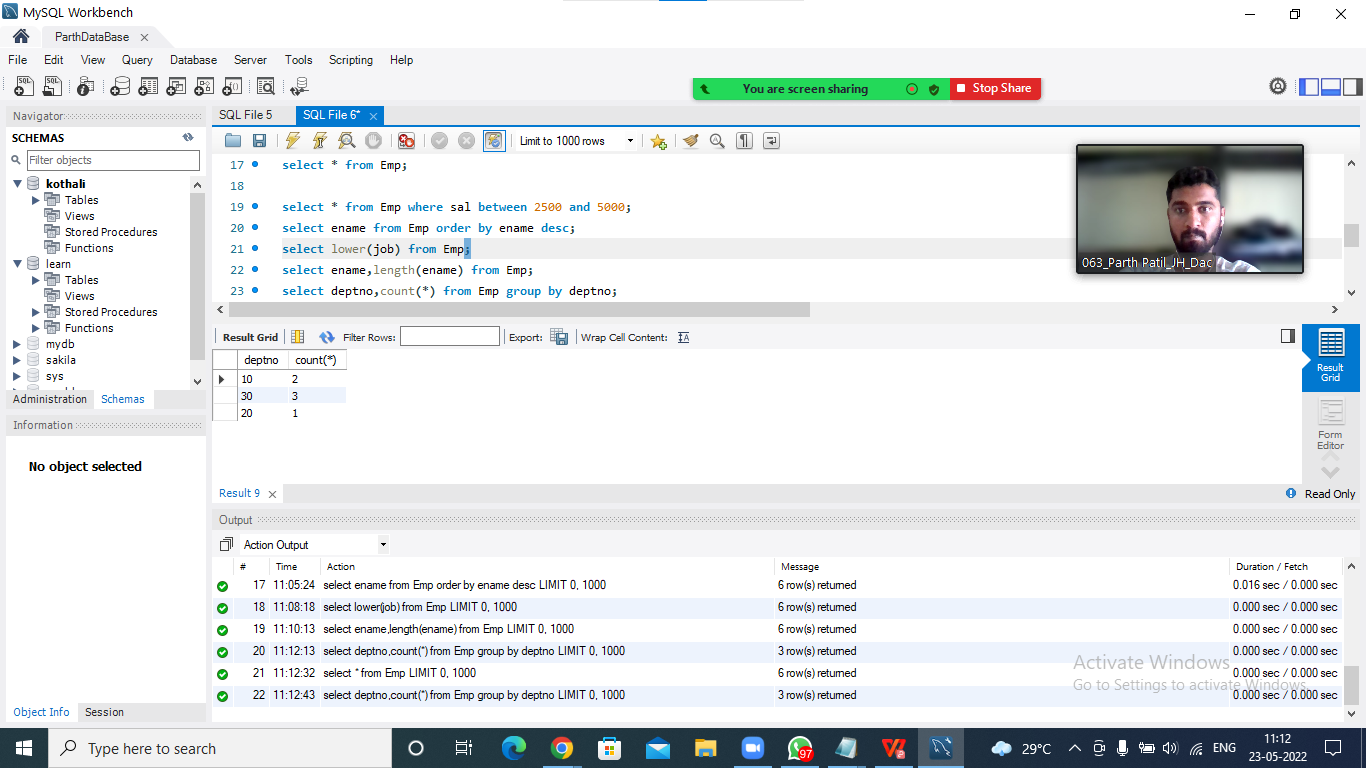 MySQL Workbench
ParthDataBase
File Edit View Query Database Server Tools Scripting Help
You are screen sharing Stop Share
Navigator
SCHEMAS
Filter objects
kothali
Tables
Views
Stored Procedures
Functions
learn
Tables
Views
Stored Procedures
Functions
mydb
sakila
sys
Administration Schemas
Information
No object selected
Object Info Session
SQL File 5 SQL File 6*
Limit to 1000 rows
17 select * from Emp;
18
19 select * from Emp where sal between 2500 and 5000;
20 select ename from Emp order by ename desc;
21 select lower(job) from Emp;
22 select ename,length(ename) from Emp;
23 select deptno,count(*) from Emp group by deptno;
063_Parth Patil_JH_Dac
Result Grid Filter Rows: Export: Wrap Cell Content:
deptno count(*)
10 2
30 3
20 1
Result Grid
Form Editor
Result 9
Read Only
Output
Action Output
# Time Action Message Duration / Fetch
17 11:05:24 select ename from Emp order by ename desc LIMIT 0, 1000 6 row(s) returned 0.016 sec / 0.000 sec
18 11:08:18 select lower(job) from Emp LIMIT 0, 1000 6 row(s) returned 0.000 sec / 0.000 sec
19 11:10:13 select ename,length(ename) from Emp LIMIT 0, 1000 6 row(s) returned 0.000 sec / 0.000 sec
20 11:12:13 select deptno,count(*) from Emp group by deptno LIMIT 0, 1000 3 row(s) returned 0.000 sec / 0.000 sec
21 11:12:32 select * from Emp LIMIT 0, 1000 6 row(s) returned 0.000 sec / 0.000 sec
22 11:12:43 select deptno,count(*) from Emp group by deptno LIMIT 0, 1000 3 row(s) returned 0.000 sec / 0.000 sec
Activate Windows
Go to Settings to activate Windows.
Type here to search
97
29°C
ENG
11:12
23-05-2022